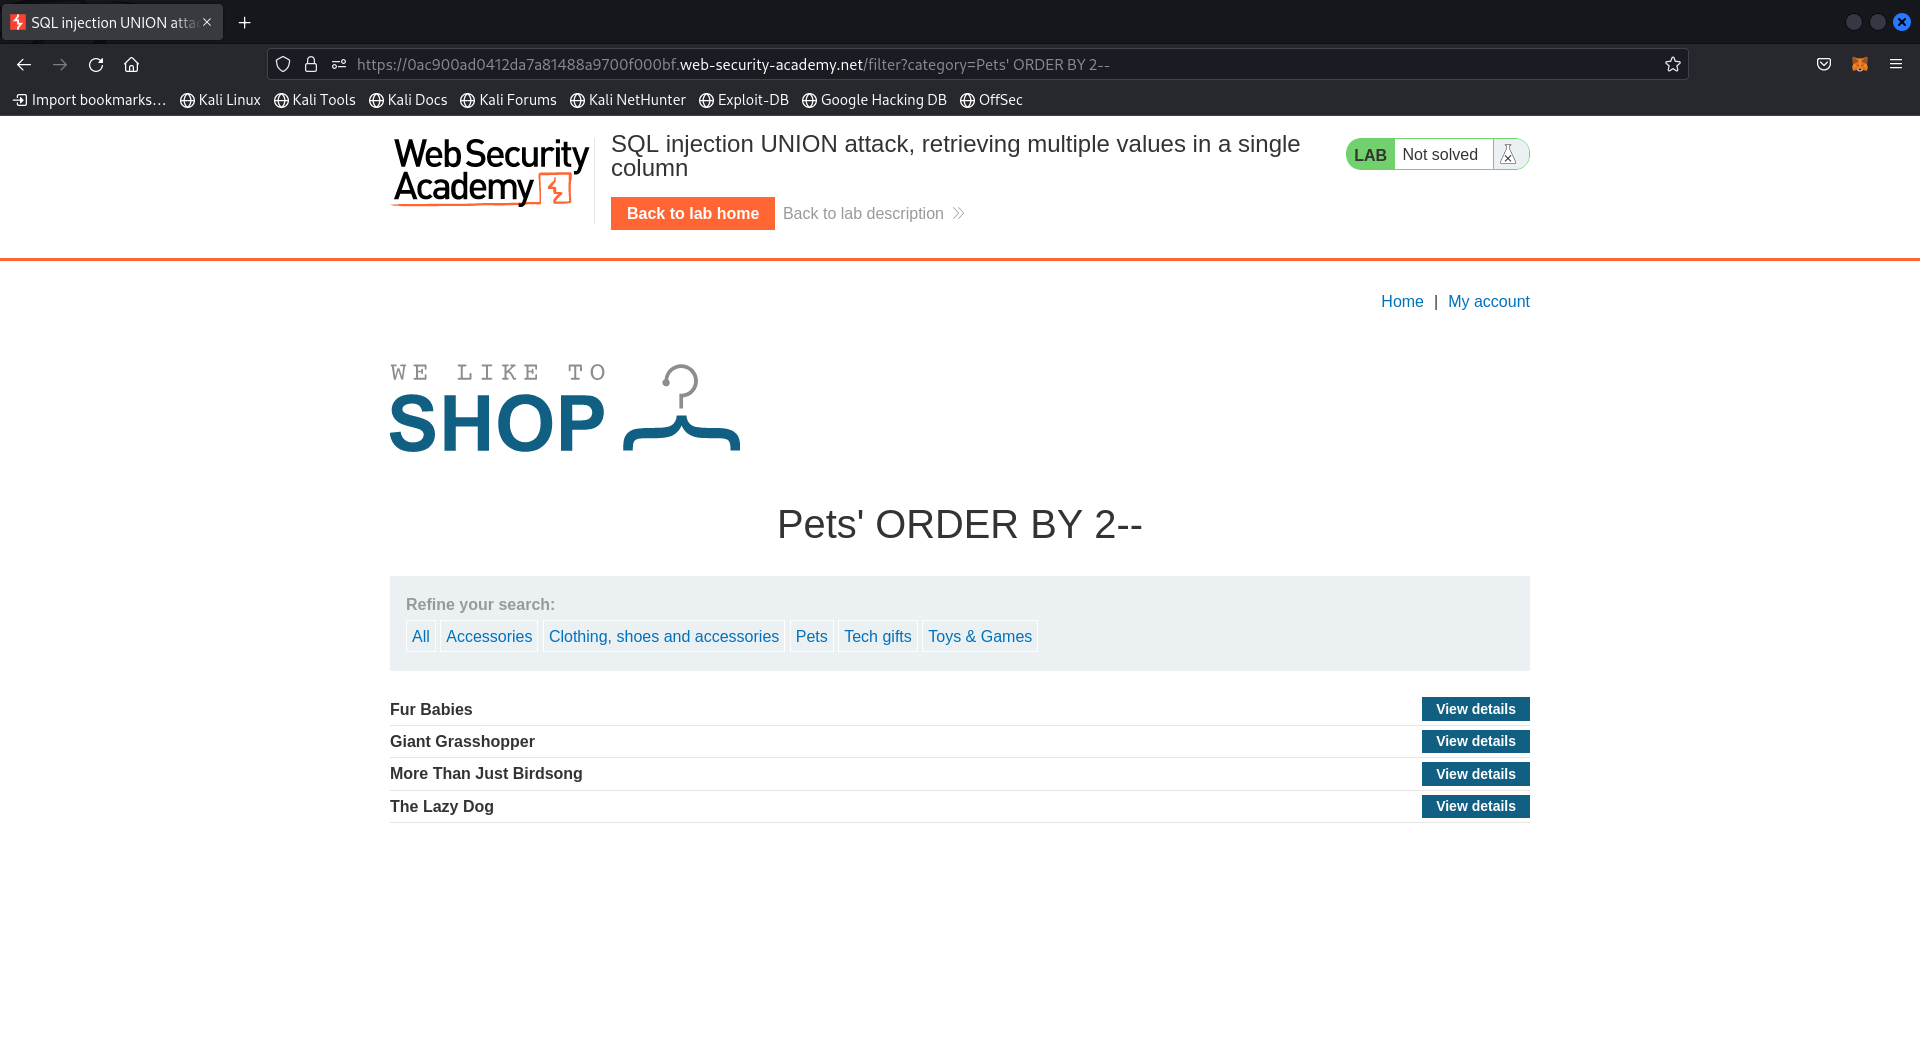 SQL injection UNION atta
https://0ac900ad0412da7a81488a9700f000bf.web-security-academy.net/filter?category=Pets' ORDER BY 2--
Import bookmarks...
Kali Linux
Kali Tools
Kali Docs
Kali Forums
Kali NetHunter
Exploit-DB
Google Hacking DB
OffSec
Web Security
Academy
SQL injection UNION attack, retrieving multiple values in a single
column
Back to lab home
Back to lab description
LAB
Not solved
Home | My account
WE LIKE TO
SHOP
Pets' ORDER BY 2--
Refine your search:
All
Accessories
Clothing, shoes and accessories
Pets
Tech gifts
Toys & Games
Fur Babies
View details
Giant Grasshopper
View details
More Than Just Birdsong
View details
The Lazy Dog
View details